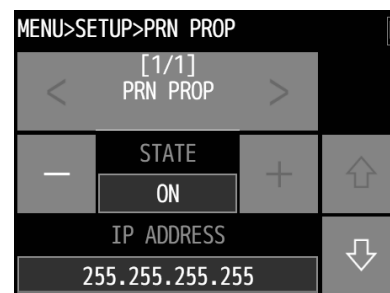 MENU>SETUP>PRN PROP
[1/1]
< PRN PROP >
STATE
− ON +
IP ADDRESS
255.255.255.255